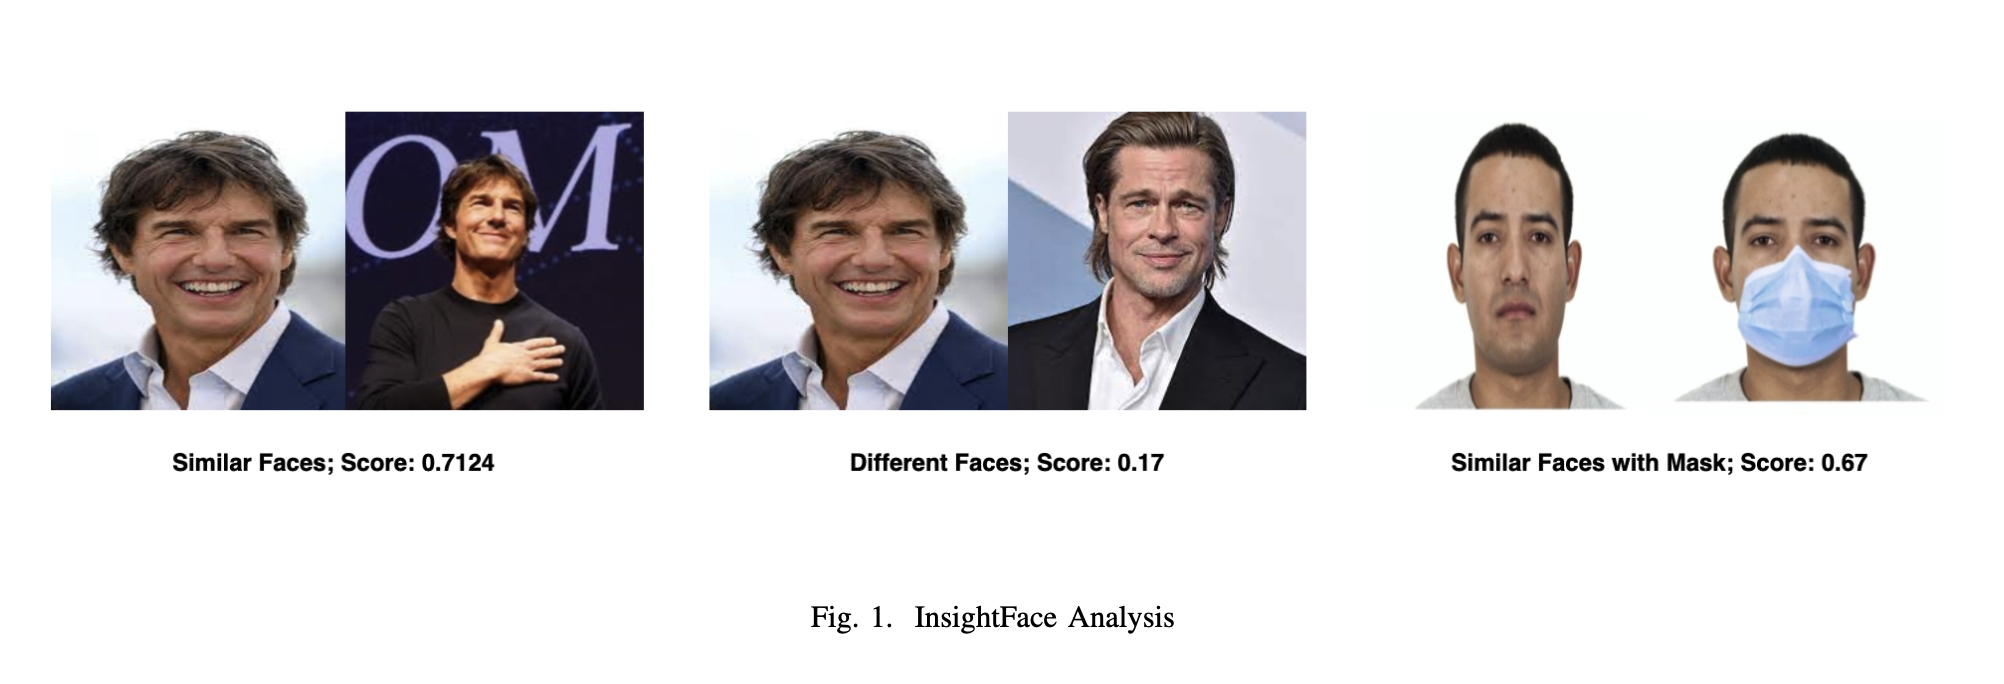 OM
Similar Faces; Score: 0.7124
Different Faces; Score: 0.17
Similar Faces with Mask; Score: 0.67
Fig. 1. InsightFace Analysis